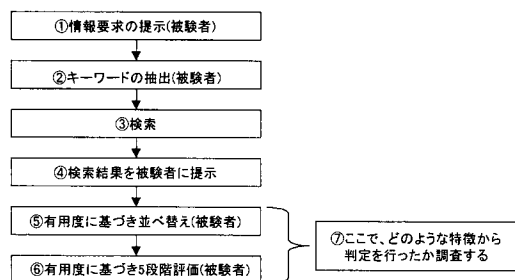 ①情報要求の提示(被験者)
②キーワードの抽出(被験者)
③検索
④検索結果を被験者に提示
⑤有用度に基づき並べ替え(被験者)
⑥有用度に基づき5段階評価(被験者)
⑦ここで、どのような特徴から
判定を行ったか調査する